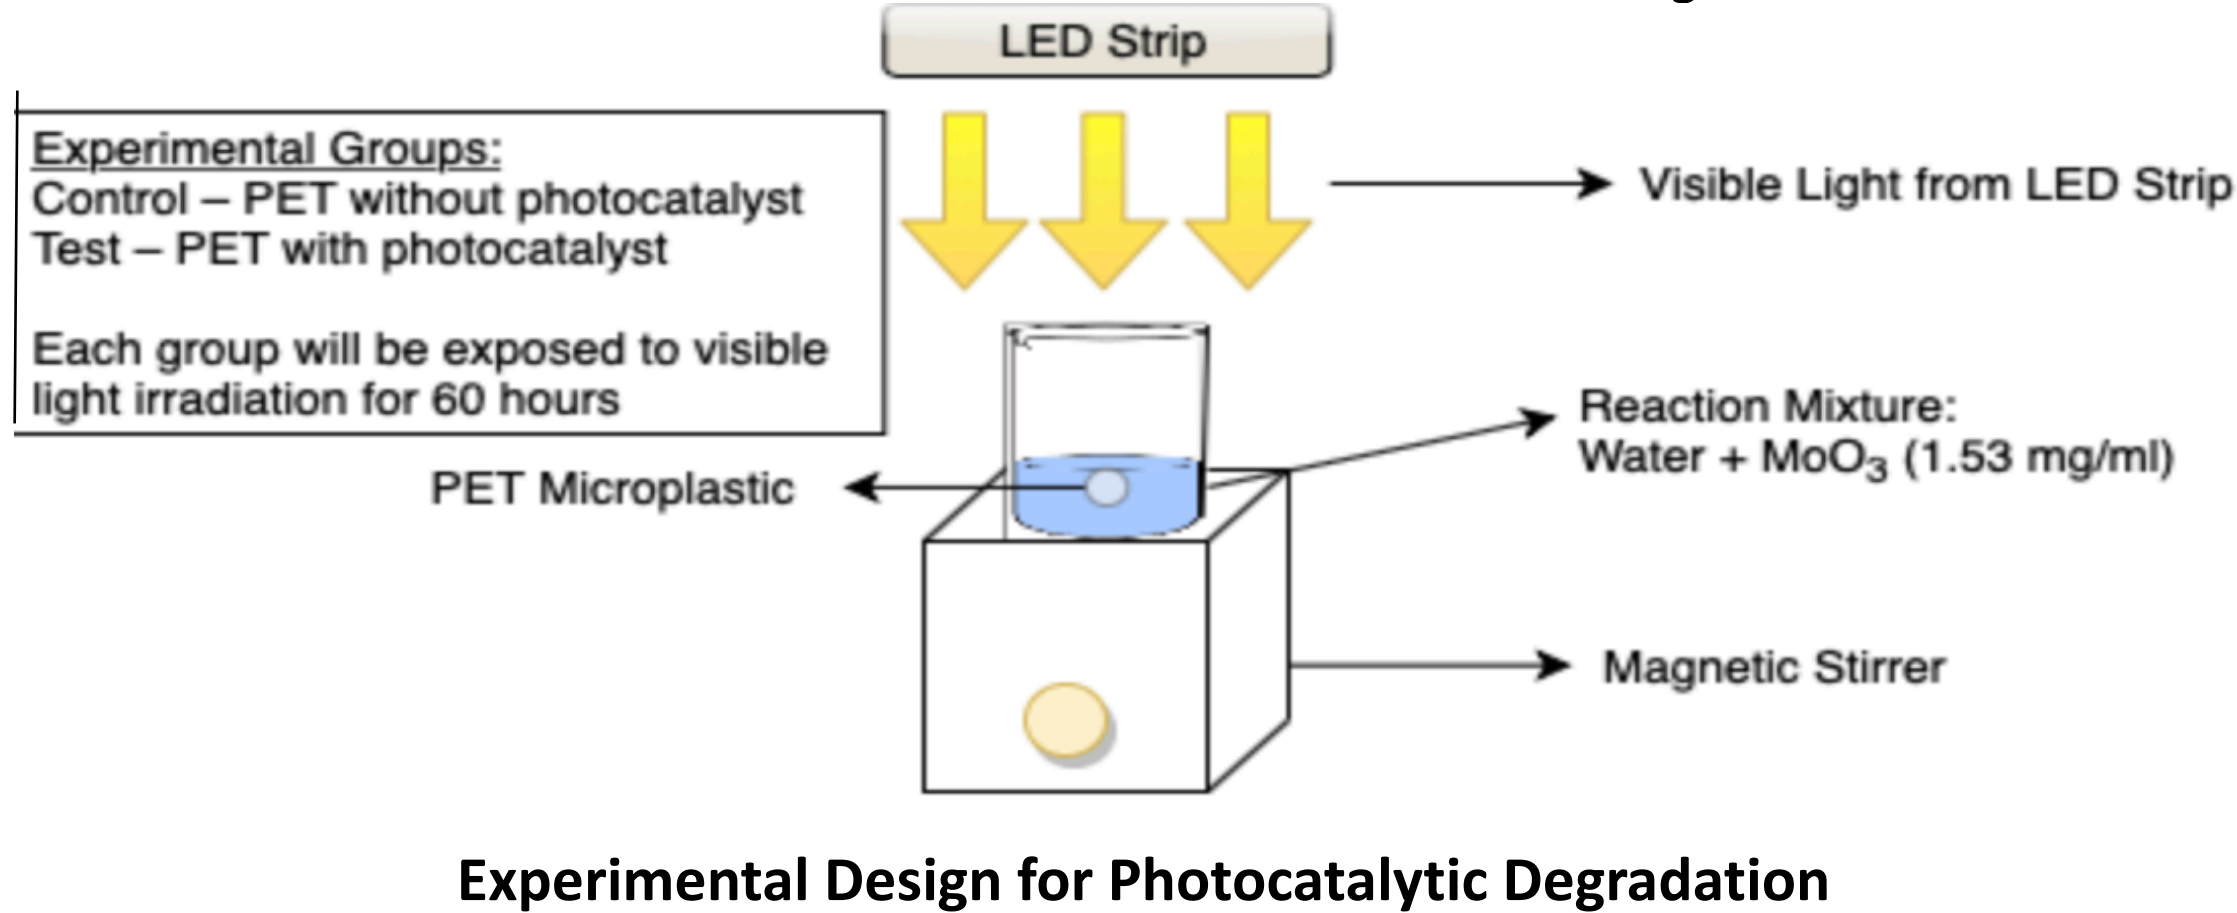 LED Strip
Experimental Groups:
Control – PET without photocatalyst
Test – PET with photocatalyst
Each group will be exposed to visible
light irradiation for 60 hours
Visible Light from LED Strip
Reaction Mixture:
Water + MoO₃ (1.53 mg/ml)
PET Microplastic
Magnetic Stirrer
Experimental Design for Photocatalytic Degradation